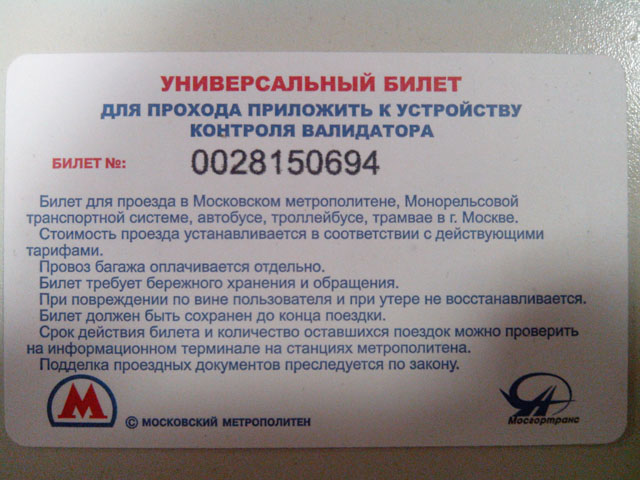 УНИВЕРСАЛЬНЫЙ БИЛЕТ
ДЛЯ ПРОХОДА ПРИЛОЖИТЬ К УСТРОЙСТВУ
КОНТРОЛЯ ВАЛИДАТОРА
БИЛЕТ №: 0028150694
Билет для проезда в Московском метрополитене, Монорельсовой
транспортной системе, автобусе, троллейбусе, трамвае в г. Москве.
Стоимость проезда устанавливается в соответствии с действующими
тарифами.
Провоз багажа оплачивается отдельно.
Билет требует бережного хранения и обращения.
При повреждении по вине пользователя и при утере не восстанавливается.
Билет должен быть сохранен до конца поездки.
Срок действия билета и количество оставшихся поездок можно проверить
на информационном терминале на станциях метрополитена.
Подделка проездных документов преследуется по закону.
М © МОСКОВСКИЙ МЕТРОПОЛИТЕН
Мосгортранс